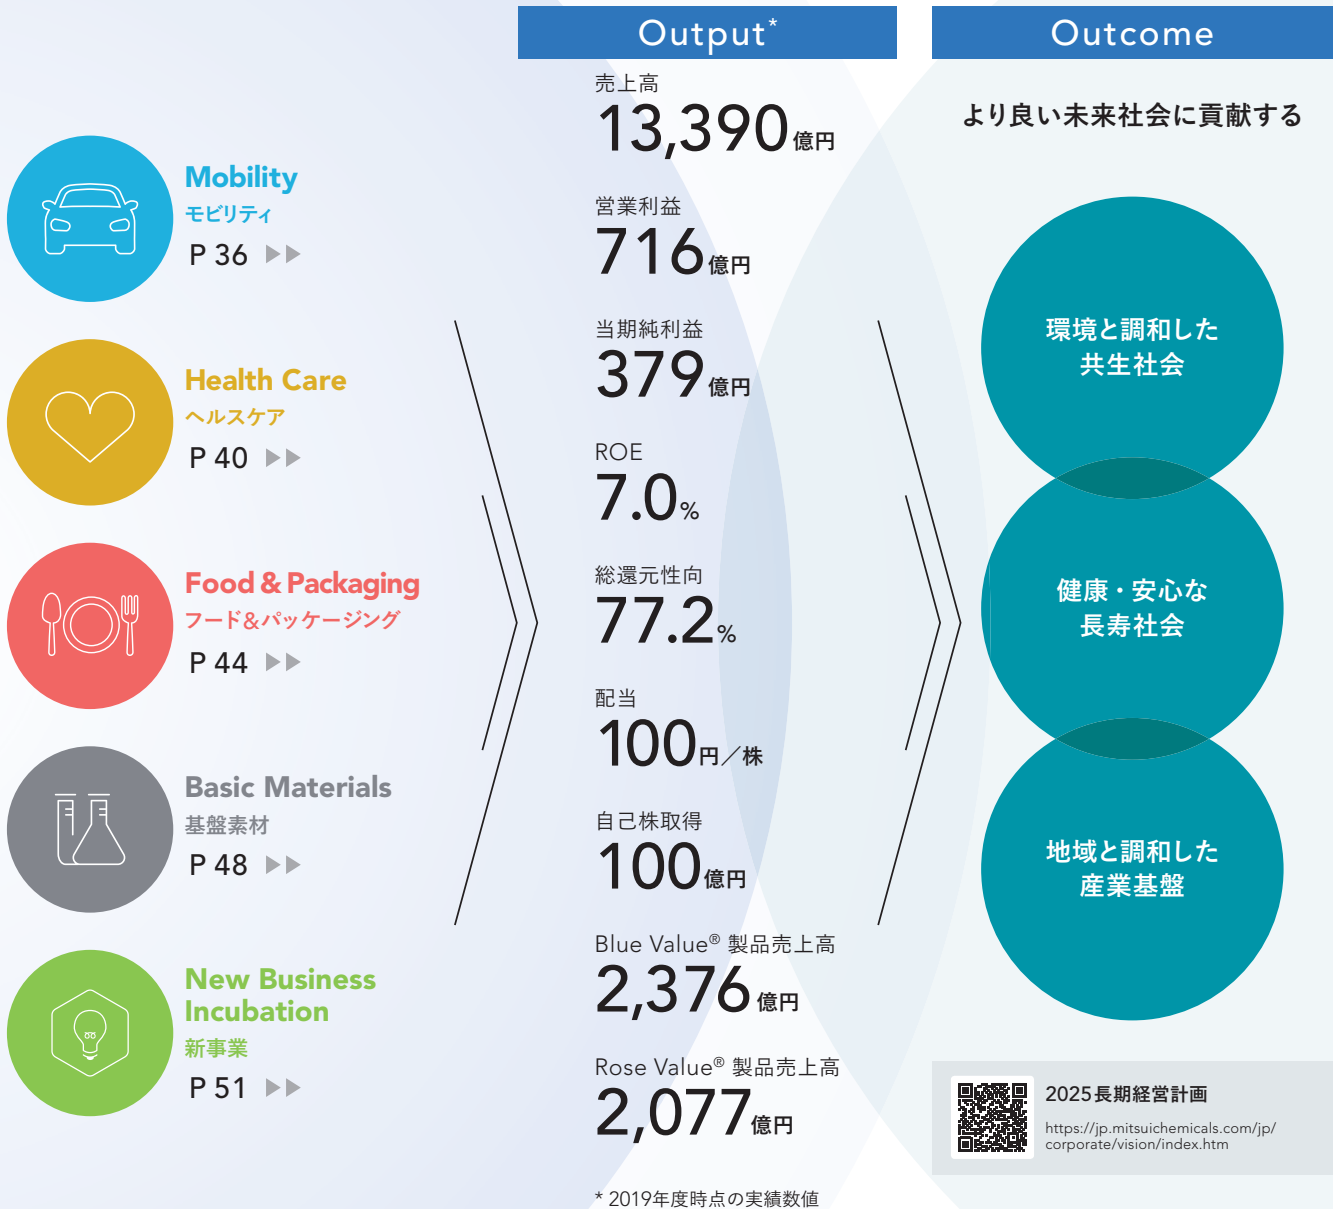 Mobility
モビリティ
P 36
Health Care
ヘルスケア
P 40
Food & Packaging
フード&パッケージング
P 44
Basic Materials
基盤素材
P 48
New Business
Incubation
新事業
P 51
Output*
売上高
13,390億円
営業利益
716億円
当期純利益
379億円
ROE
7.0%
総還元性向
77.2%
配当
100円／株
自己株取得
100億円
Blue Value® 製品売上高
2,376億円
Rose Value® 製品売上高
2,077億円
* 2019年度時点の実績数値
Outcome
より良い未来社会に貢献する
環境と調和した
共生社会
健康・安心な
長寿社会
地域と調和した
産業基盤
2025長期経営計画
https://jp.mitsuichemicals.com/jp/
corporate/vision/index.htm